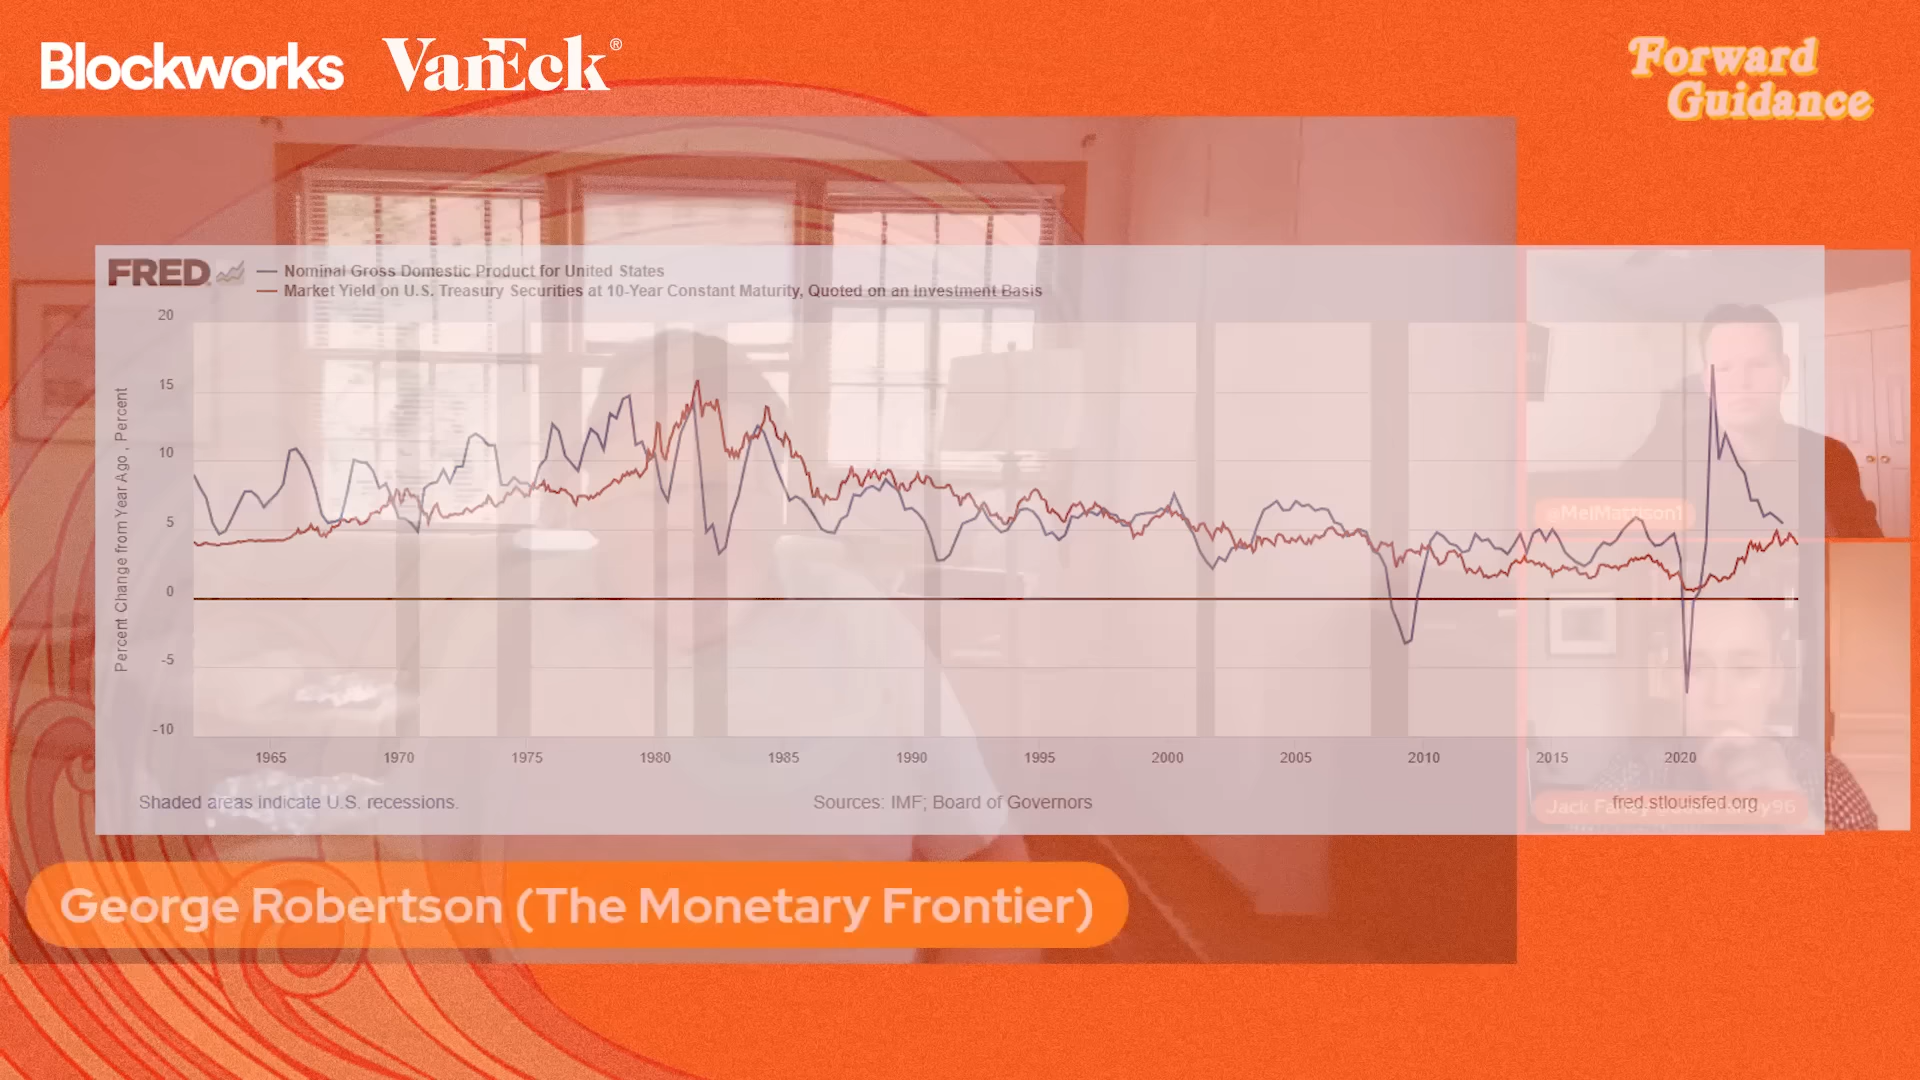 Blockworks VanEck®
Forward
Guidance
FRED
Nominal Gross Domestic Product for United States
Market Yield on U.S. Treasury Securities at 10-Year Constant Maturity, Quoted on an Investment Basis
20
15
10
5
0
-5
-10
Percent Change from Year Ago , Percent
1965 1970 1975 1980 1985 1990 1995 2000 2005 2010 2015 2020
Shaded areas indicate U.S. recessions.
Sources: IMF; Board of Governors
fred.stlouisfed.org
@MelMattison1
Jack
George Robertson (The Monetary Frontier)